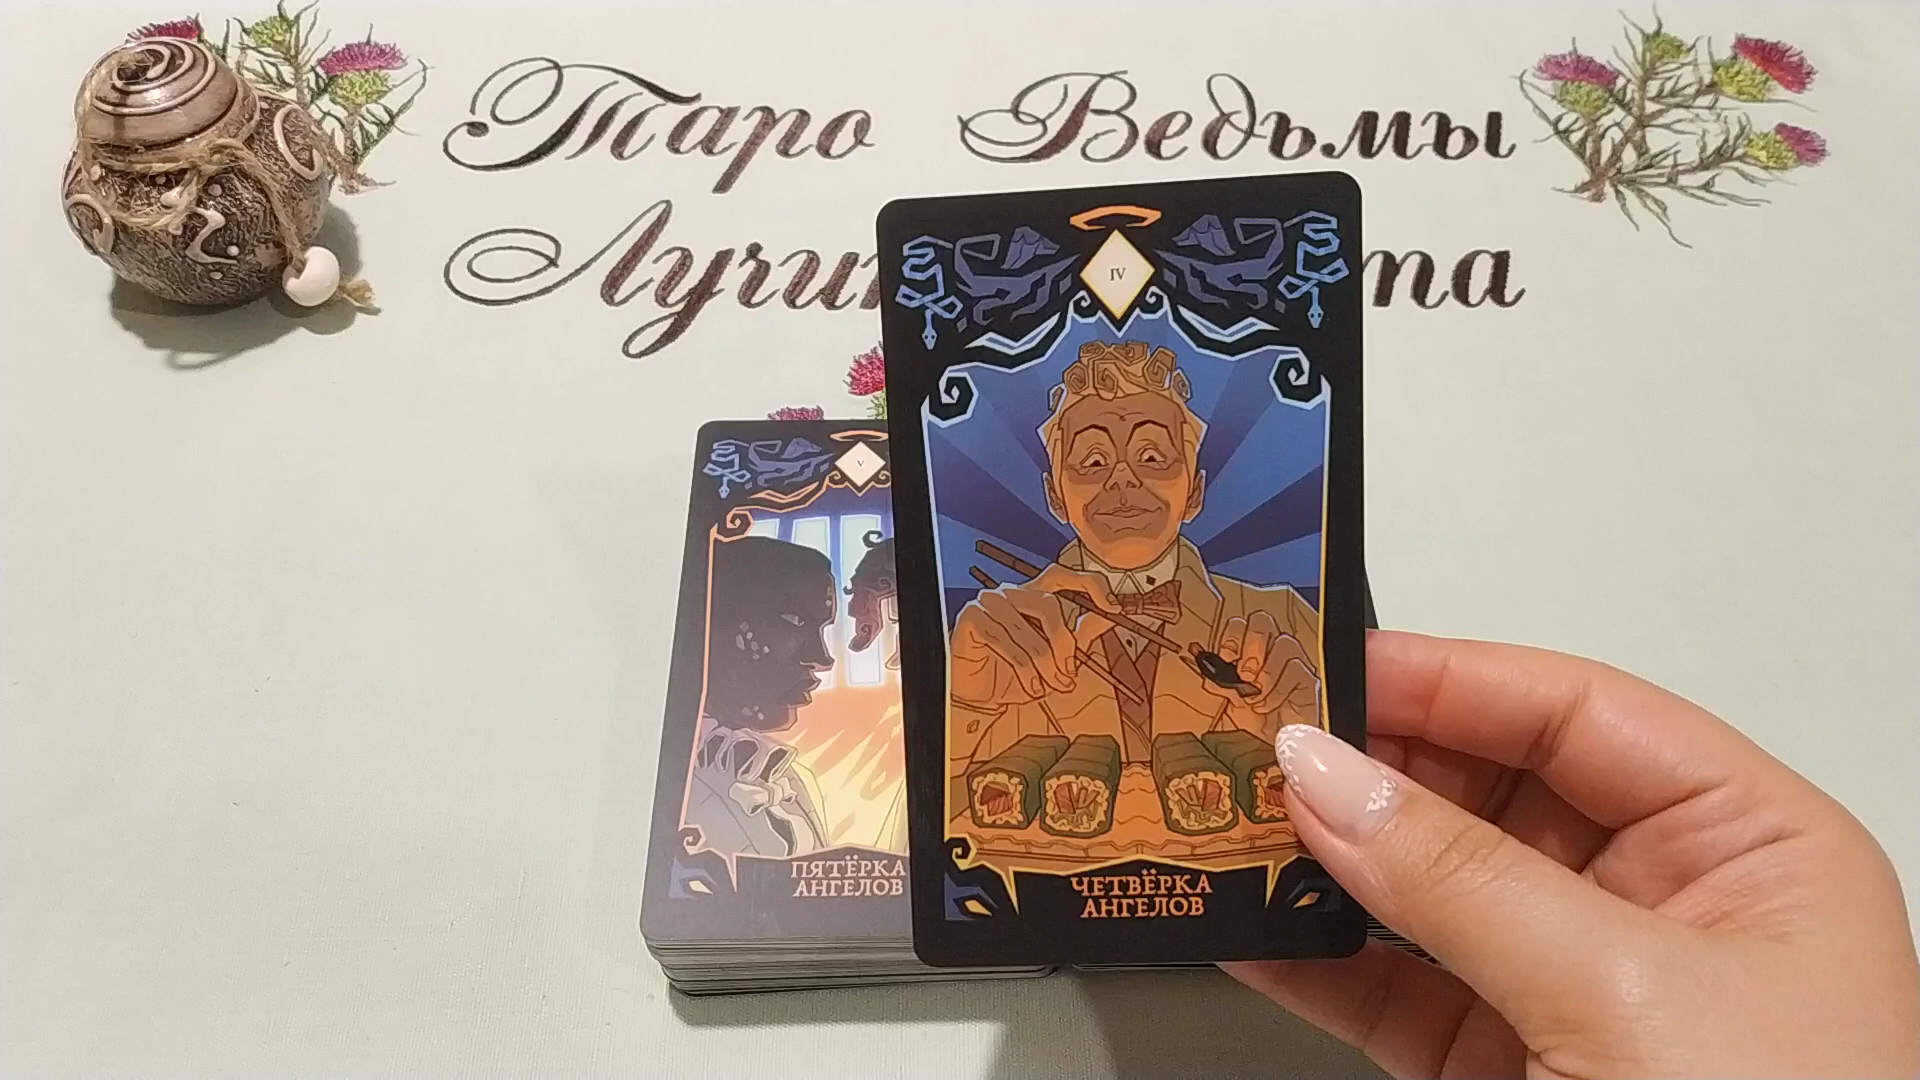 Таро Ведьмы
IV
V
ПЯТЁРКА
АНГЕЛОВ
ЧЕТВЁРКА
АНГЕЛОВ